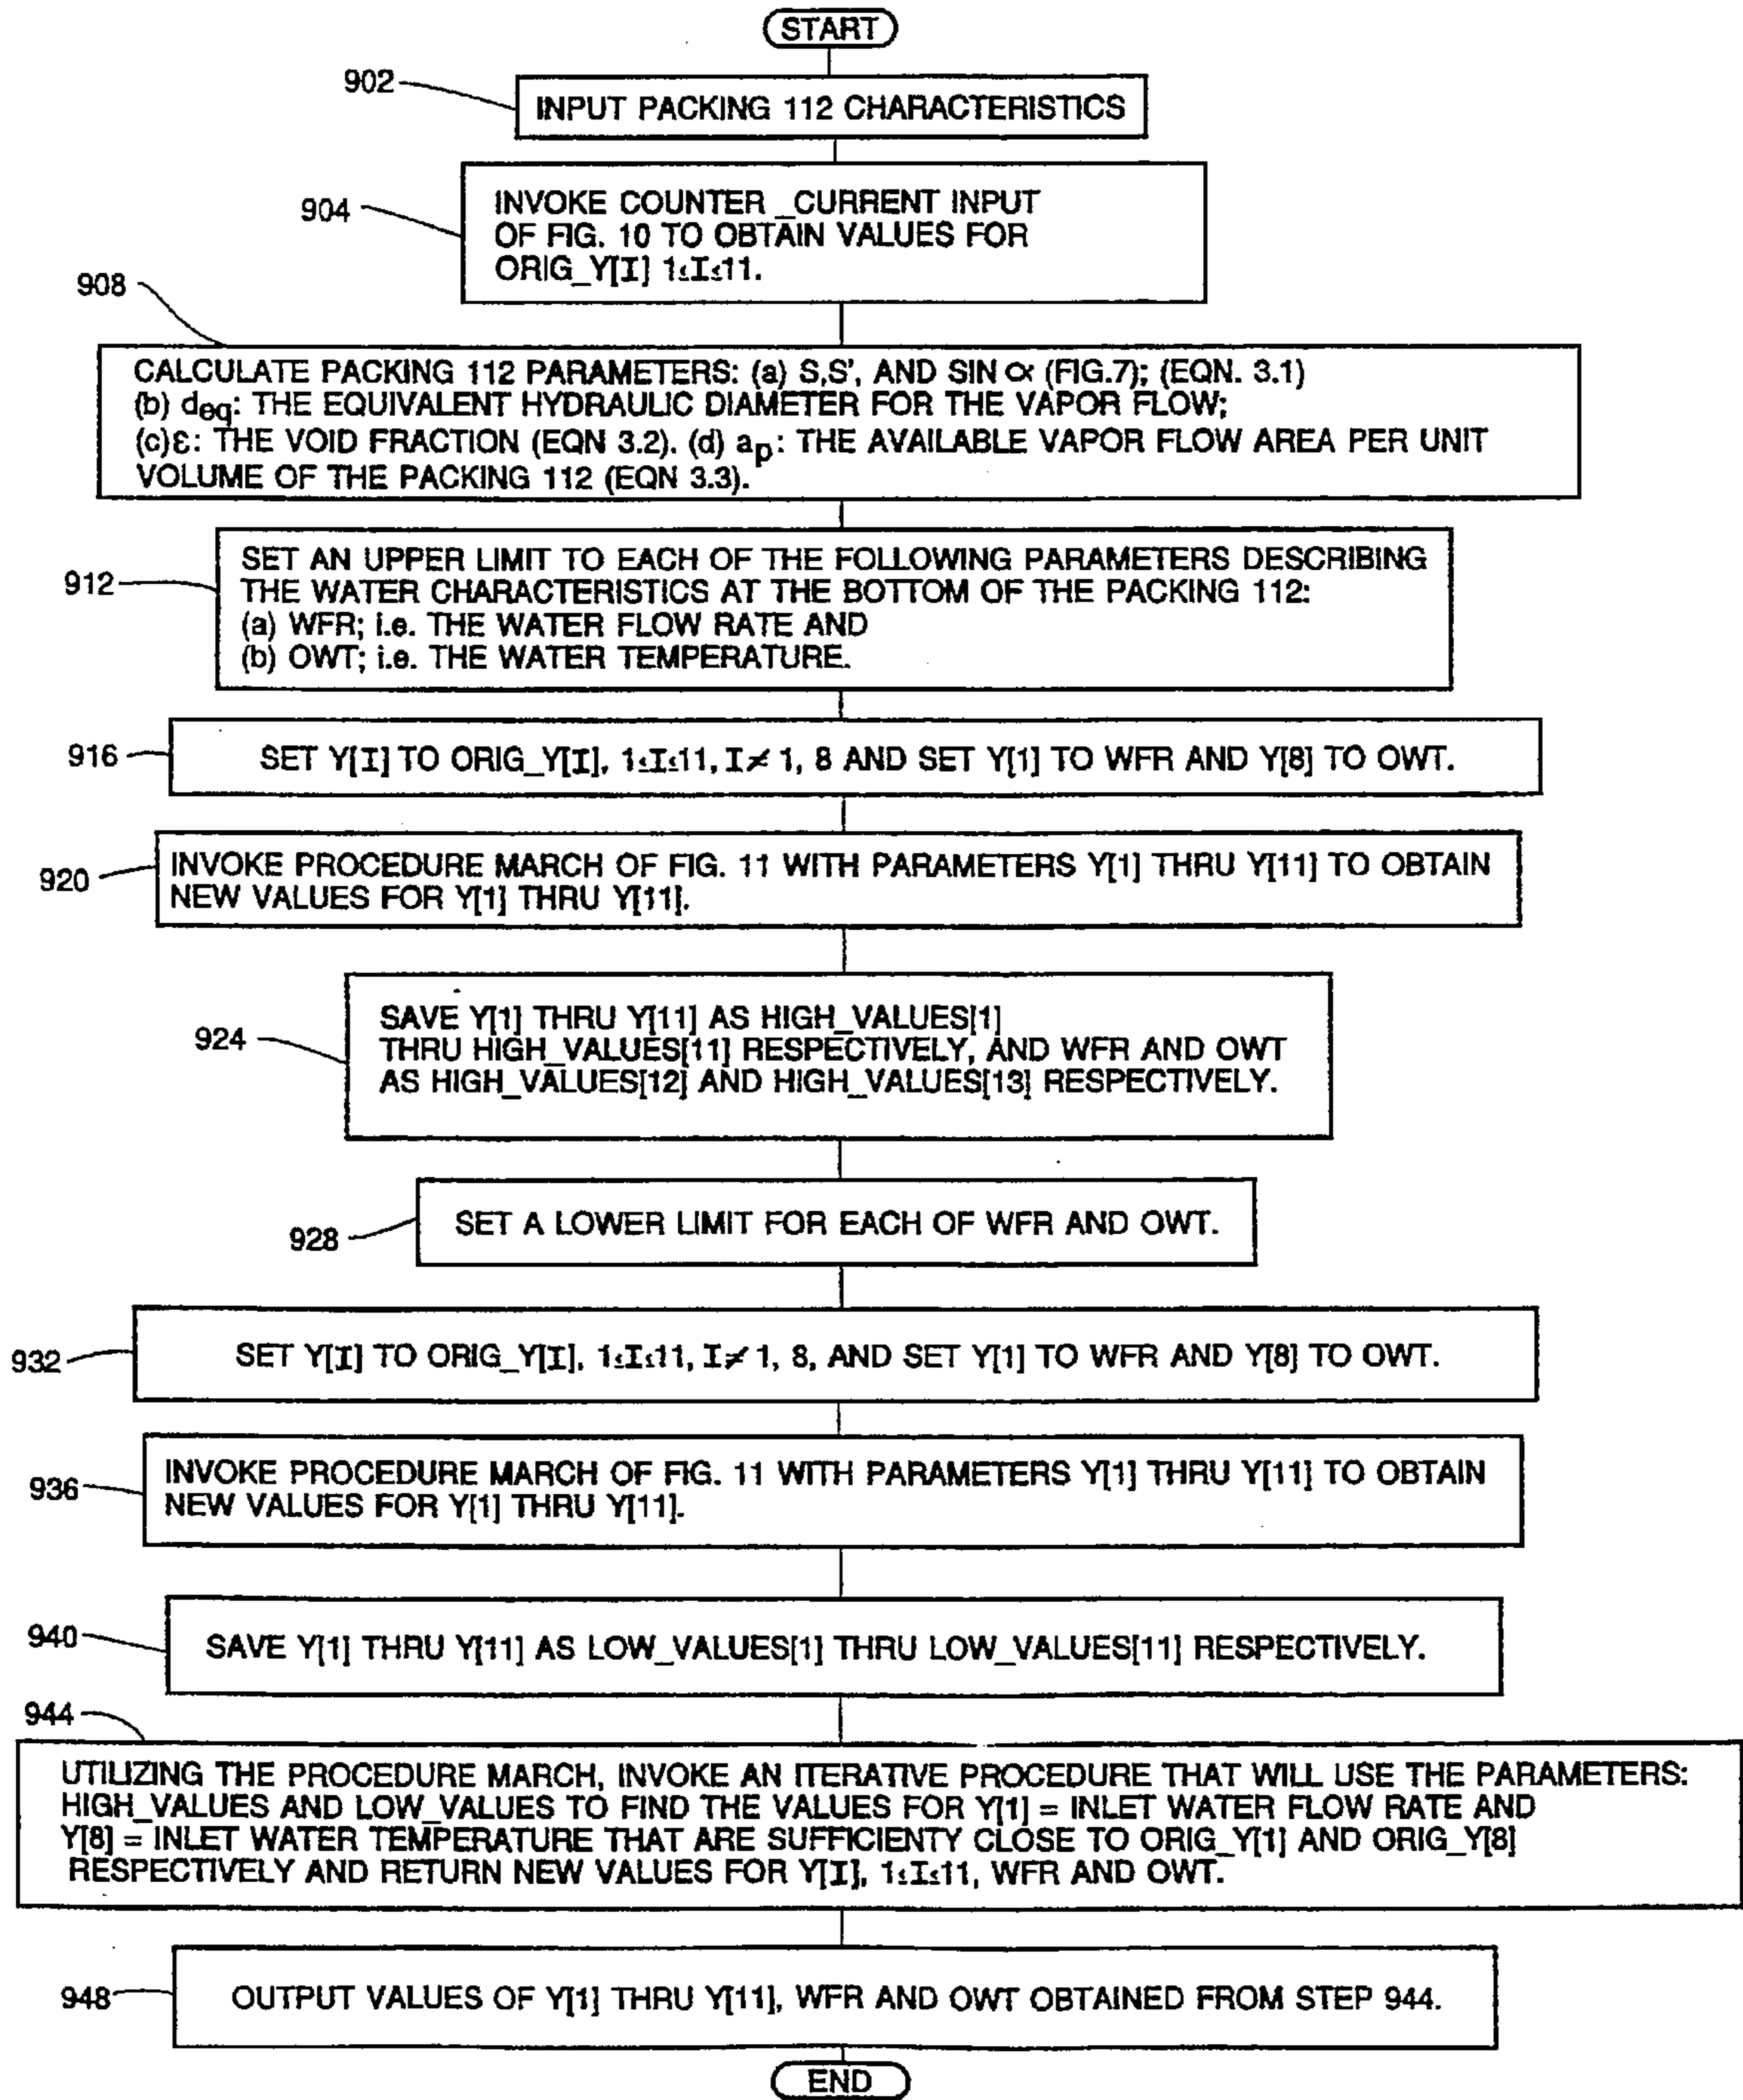 START
902
INPUT PACKING 112 CHARACTERISTICS
904
INVOKE COUNTER _CURRENT INPUT
OF FIG. 10 TO OBTAIN VALUES FOR
ORIG_Y[I] 1≤I≤11.
908
CALCULATE PACKING 112 PARAMETERS: (a) S,S', AND SIN ∝ (FIG.7); (EQN. 3.1)
(b) deq: THE EQUIVALENT HYDRAULIC DIAMETER FOR THE VAPOR FLOW;
(c)ε: THE VOID FRACTION (EQN 3.2). (d) ap: THE AVAILABLE VAPOR FLOW AREA PER UNIT
VOLUME OF THE PACKING 112 (EQN 3.3).
912
SET AN UPPER LIMIT TO EACH OF THE FOLLOWING PARAMETERS DESCRIBING
THE WATER CHARACTERISTICS AT THE BOTTOM OF THE PACKING 112:
(a) WFR; i.e. THE WATER FLOW RATE AND
(b) OWT; i.e. THE WATER TEMPERATURE.
916
SET Y[I] TO ORIG_Y[I], 1≤I≤11, I≠ 1, 8 AND SET Y[1] TO WFR AND Y[8] TO OWT.
920
INVOKE PROCEDURE MARCH OF FIG. 11 WITH PARAMETERS Y[1] THRU Y[11] TO OBTAIN
NEW VALUES FOR Y[1] THRU Y[11].
924
SAVE Y[1] THRU Y[11] AS HIGH_VALUES[1]
THRU HIGH_VALUES[11] RESPECTIVELY, AND WFR AND OWT
AS HIGH_VALUES[12] AND HIGH_VALUES[13] RESPECTIVELY.
928
SET A LOWER LIMIT FOR EACH OF WFR AND OWT.
932
SET Y[I] TO ORIG_Y[I], 1≤I≤11, I≠ 1, 8, AND SET Y[1] TO WFR AND Y[8] TO OWT.
936
INVOKE PROCEDURE MARCH OF FIG. 11 WITH PARAMETERS Y[1] THRU Y[11] TO OBTAIN
NEW VALUES FOR Y[1] THRU Y[11].
940
SAVE Y[1] THRU Y[11] AS LOW_VALUES[1] THRU LOW_VALUES[11] RESPECTIVELY.
944
UTILIZING THE PROCEDURE MARCH, INVOKE AN ITERATIVE PROCEDURE THAT WILL USE THE PARAMETERS:
HIGH_VALUES AND LOW_VALUES TO FIND THE VALUES FOR Y[1] = INLET WATER FLOW RATE AND
Y[8] = INLET WATER TEMPERATURE THAT ARE SUFFICIENTY CLOSE TO ORIG_Y[1] AND ORIG_Y[8]
RESPECTIVELY AND RETURN NEW VALUES FOR Y[I], 1≤I≤11, WFR AND OWT.
948
OUTPUT VALUES OF Y[1] THRU Y[11], WFR AND OWT OBTAINED FROM STEP 944.
END